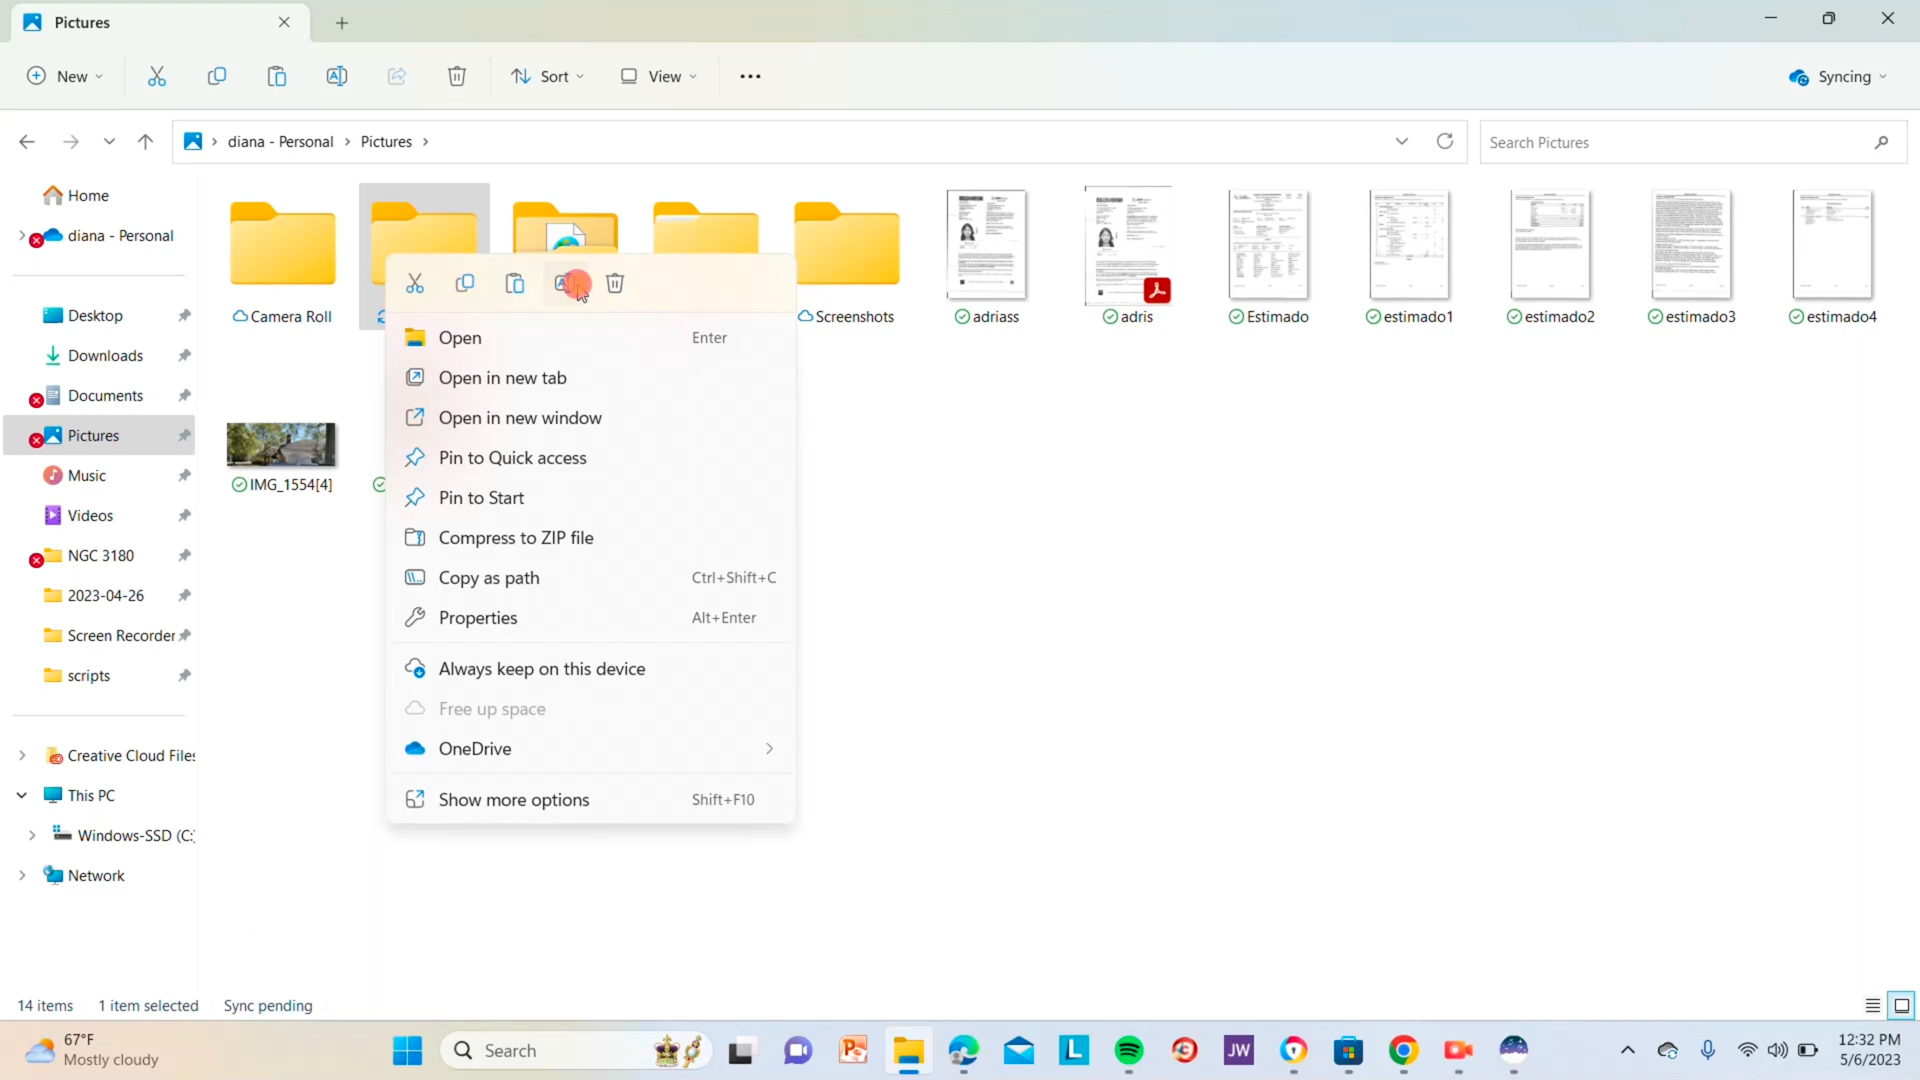 Pictures
New
Sort
View
Syncing
diana - Personal
Pictures
Search Pictures
Home
diana - Personal
Desktop
Downloads
Documents
Pictures
Music
Videos
NGC 3180
2023-04-26
Screen Recorder
scripts
Creative Cloud Files
This PC
Windows-SSD (C:)
Network
Camera Roll
Screenshots
adriass
adris
Estimado
estimado1
estimado2
estimado3
estimado4
IMG_1554[4]
Open Enter
Open in new tab
Open in new window
Pin to Quick access
Pin to Start
Compress to ZIP file
Copy as path Ctrl+Shift+C
Properties Alt+Enter
Always keep on this device
Free up space
OneDrive
Show more options Shift+F10
14 items 1 item selected Sync pending
67°F
Mostly cloudy
Search
L
JW
12:32 PM
5/6/2023